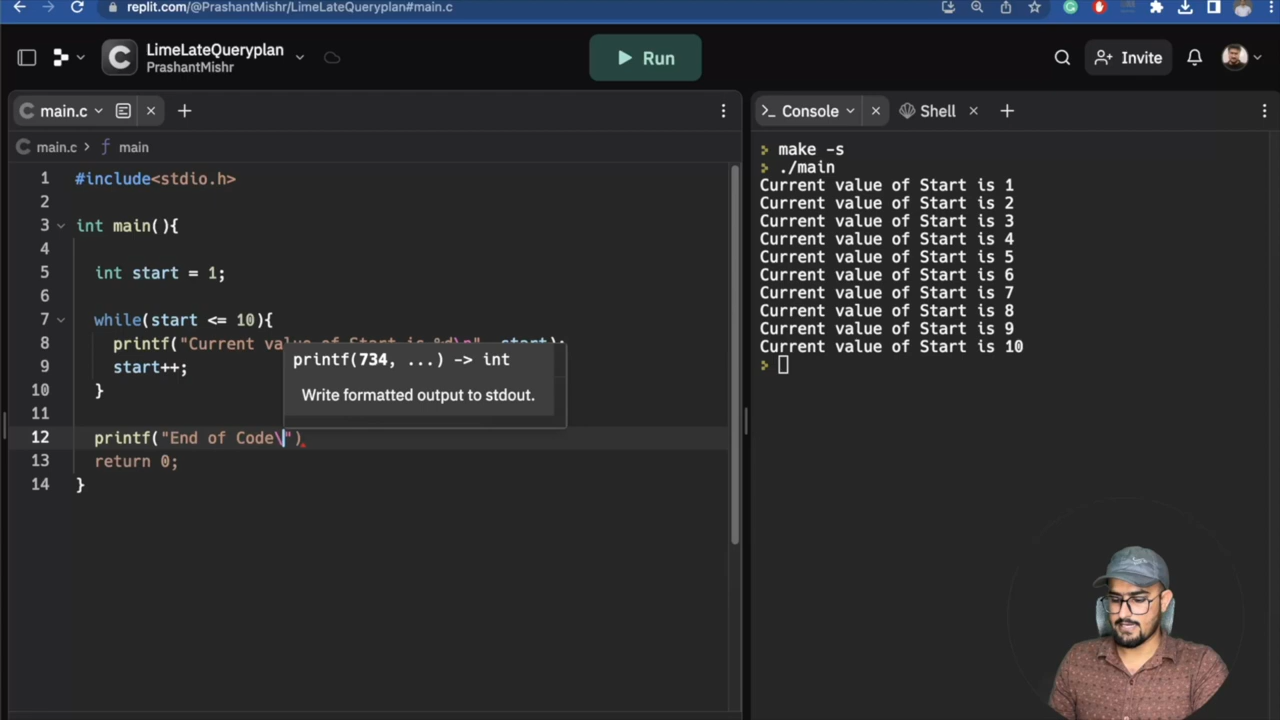 replit.com/@PrashantMishr/LimeLateQueryplan#main.c
LimeLateQueryplan
PrashantMishr
Run
Invite
main.c
main.c > f main
1 #include<stdio.h>
2
3 int main(){
4
5 int start = 1;
6
7 while(start <= 10){
8 printf("Current value of Start is %d\n", start);
9 start++;
10 }
11
12 printf("End of Code\")
13 return 0;
14 }
printf(734, ...) -> int
Write formatted output to stdout.
>_ Console
Shell
> make -s
> ./main
Current value of Start is 1
Current value of Start is 2
Current value of Start is 3
Current value of Start is 4
Current value of Start is 5
Current value of Start is 6
Current value of Start is 7
Current value of Start is 8
Current value of Start is 9
Current value of Start is 10
>